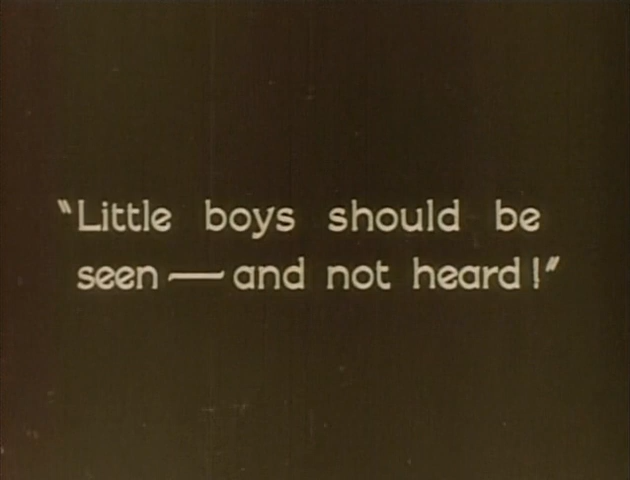 "Little boys should be
seen — and not heard!"